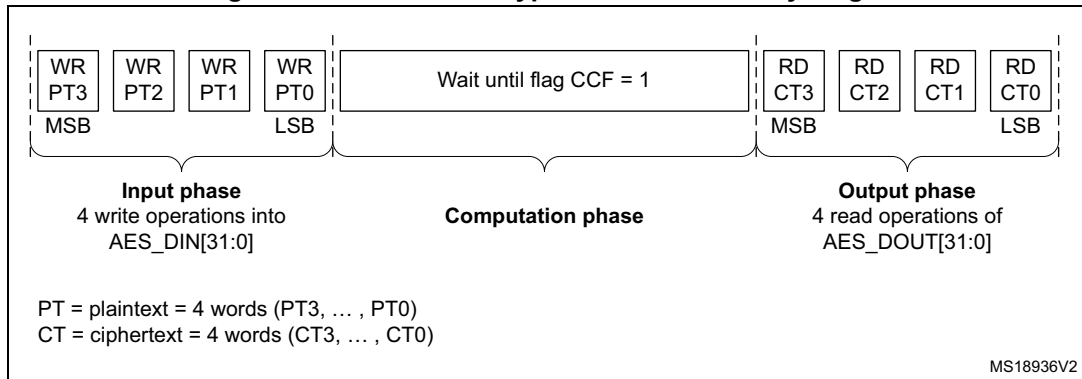 WR WR WR WR
PT3 PT2 PT1 PT0
Wait until flag CCF = 1
RD RD RD RD
CT3 CT2 CT1 CT0
MSB LSB MSB LSB
Input phase
4 write operations into
AES_DIN[31:0]
Computation phase
Output phase
4 read operations of
AES_DOUT[31:0]
PT = plaintext = 4 words (PT3, … , PT0)
CT = ciphertext = 4 words (CT3, … , CT0)
MS18936V2